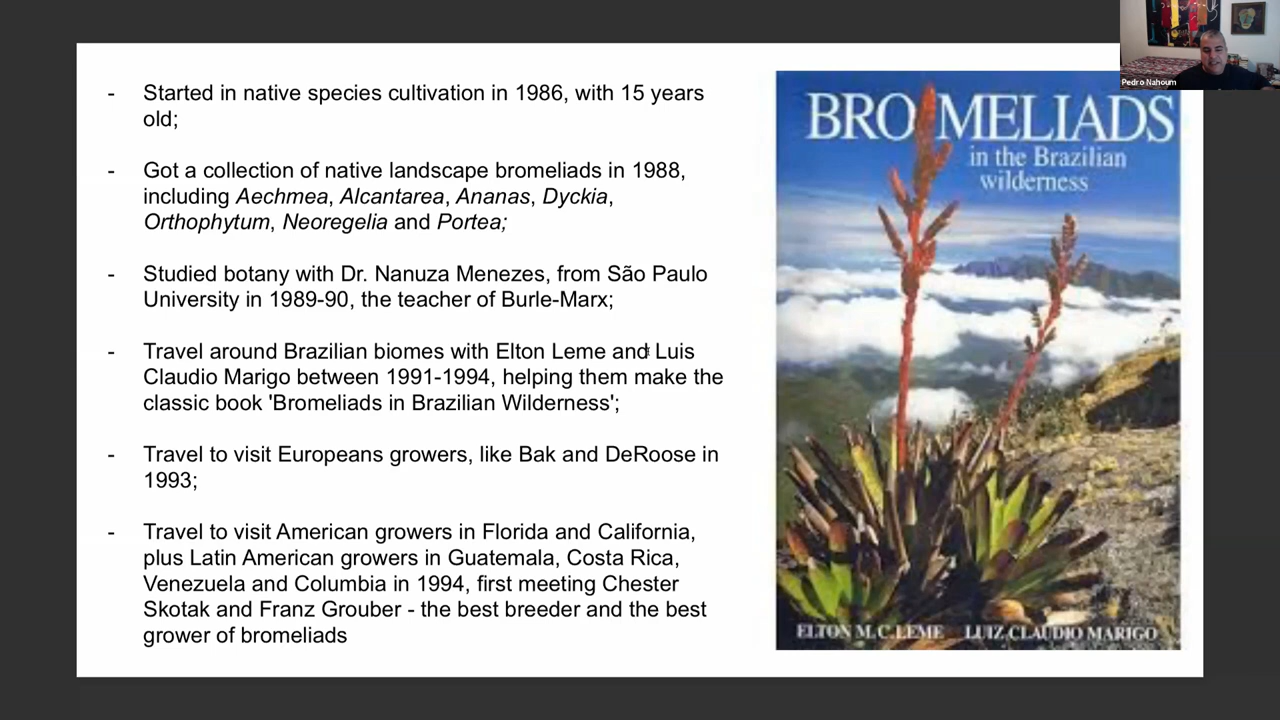 - Started in native species cultivation in 1986, with 15 years
old;
- Got a collection of native landscape bromeliads in 1988,
including Aechmea, Alcantarea, Ananas, Dyckia,
Orthophytum, Neoregelia and Portea;
- Studied botany with Dr. Nanuza Menezes, from São Paulo
University in 1989-90, the teacher of Burle-Marx;
- Travel around Brazilian biomes with Elton Leme and Luis
Claudio Marigo between 1991-1994, helping them make the
classic book 'Bromeliads in Brazilian Wilderness';
- Travel to visit Europeans growers, like Bak and DeRoose in
1993;
- Travel to visit American growers in Florida and California,
plus Latin American growers in Guatemala, Costa Rica,
Venezuela and Columbia in 1994, first meeting Chester
Skotak and Franz Grouber - the best breeder and the best
grower of bromeliads
BROMELIADS
in the Brazilian
wilderness
ELTON M.C.LEME LUIZ CLAUDIO MARIGO
Pedro Nahoum